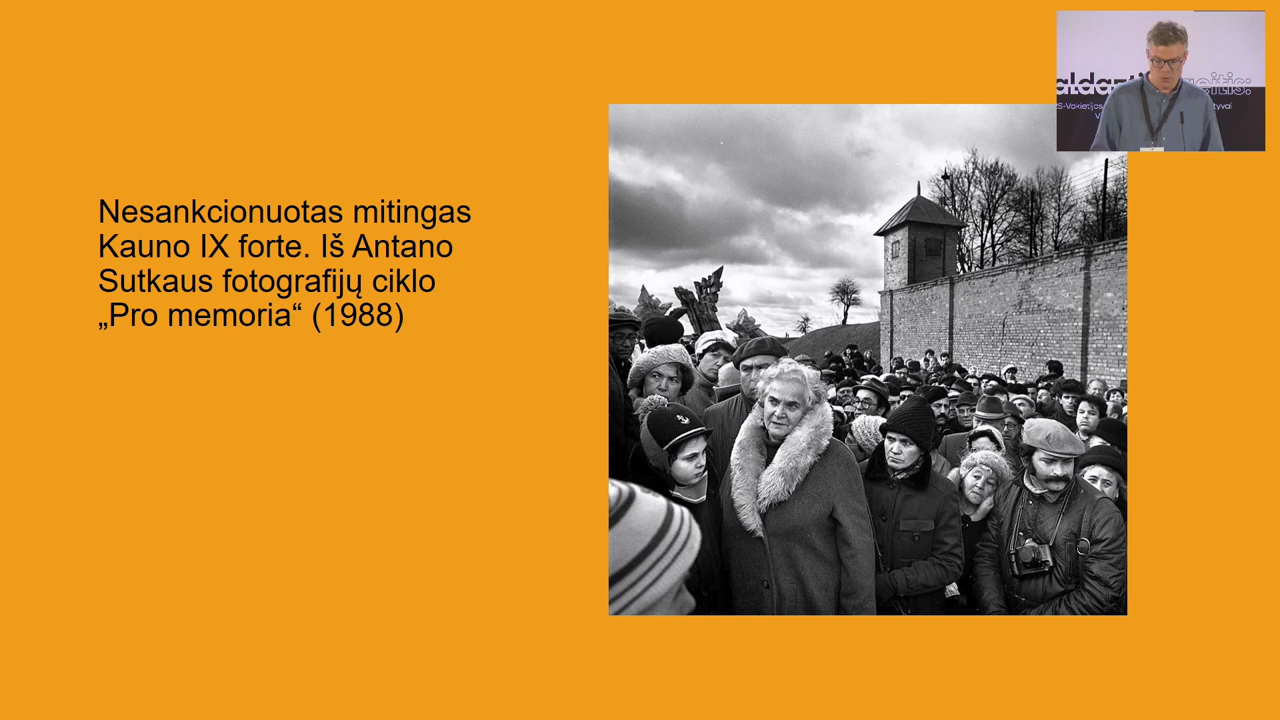 Nesankcionuotas mitingas
Kauno IX forte. Iš Antano
Sutkaus fotografijų ciklo
„Pro memoria“ (1988)